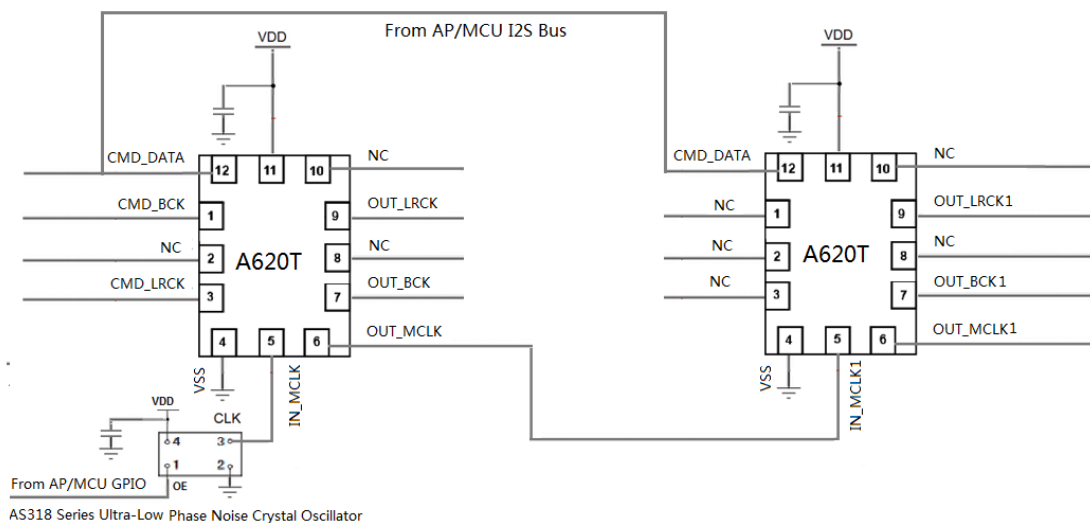 From AP/MCU I2S Bus
VDD
VDD
CMD_DATA
12
11
10
NC
CMD_BCK
1
9
OUT_LRCK
NC
2
A620T
8
NC
CMD_LRCK
3
7
OUT_BCK
4
5
6
OUT_MCLK
VSS
IN_MCLK
CMD_DATA
12
11
10
NC
NC
1
9
OUT_LRCK1
NC
2
A620T
8
NC
NC
3
7
OUT_BCK1
4
5
6
OUT_MCLK1
VSS
IN_MCLK1
VDD
CLK
4
3
1
2
From AP/MCU GPIO
OE
AS318 Series Ultra-Low Phase Noise Crystal Oscillator